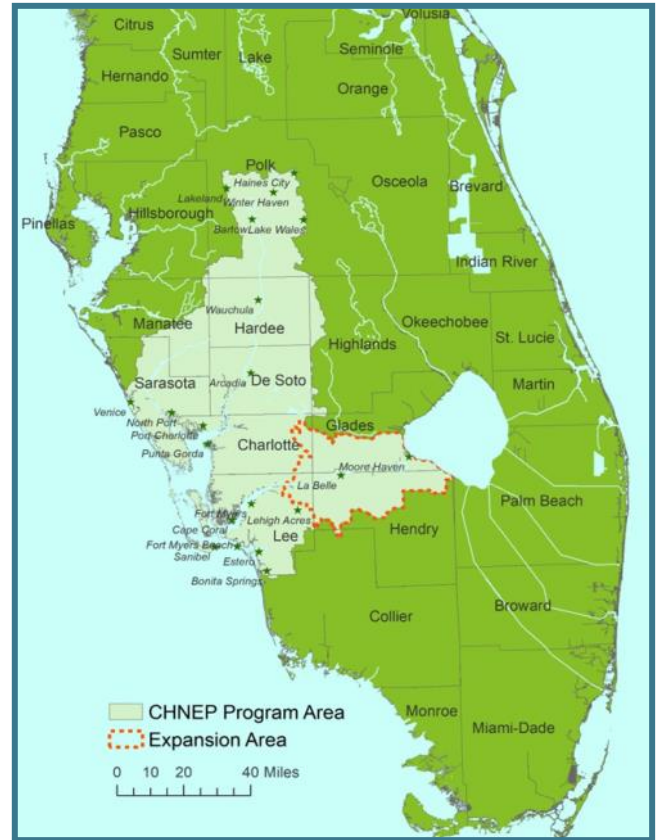 Volusia
Citrus
Sumter
Lake
Seminole
Hernando
Orange
Pasco
Polk
Osceola
Haines City
Lakeland
Winter Haven
Brevard
Hillsborough
Pinellas
Bartow
Lake Wales
Indian River
Wauchula
Okeechobee
Manatee
Hardee
St. Lucie
Highlands
Sarasota
Arcadia
De Soto
Martin
Venice
North Port
Glades
Port Charlotte
Charlotte
Punta Gorda
Moore Haven
La Belle
Palm Beach
Fort Myers
Lehigh Acres
Hendry
Cape Coral
Lee
Fort Myers Beach
Sanibel
Estero
Bonita Springs
Collier
Broward
CHNEP Program Area
Monroe
Miami-Dade
Expansion Area
0 10 20 40 Miles